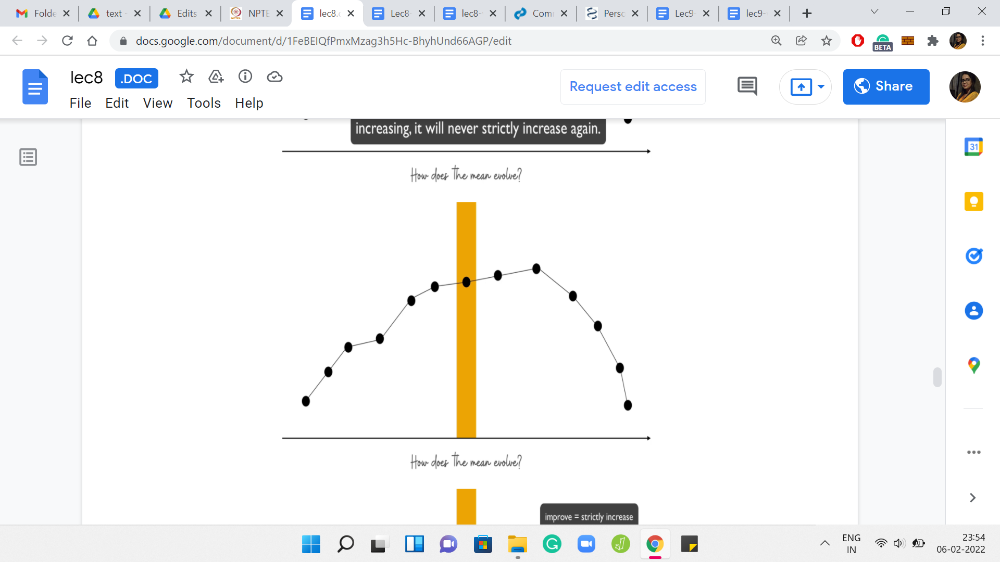 Folde
text -
Edits
NPTE
lec8.
Lec8-
lec8-
Com
Perso
Lec9-
lec9-
docs.google.com/document/d/1FeBEIQfPmxMzag3h5Hc-BhyhUnd66AGP/edit
BETA
lec8
.DOC
Request edit access
Share
File Edit View Tools Help
31
increasing, it will never strictly increase again.
How does the mean evolve?
How does the mean evolve?
improve = strictly increase
ENG
IN
23:54
06-02-2022